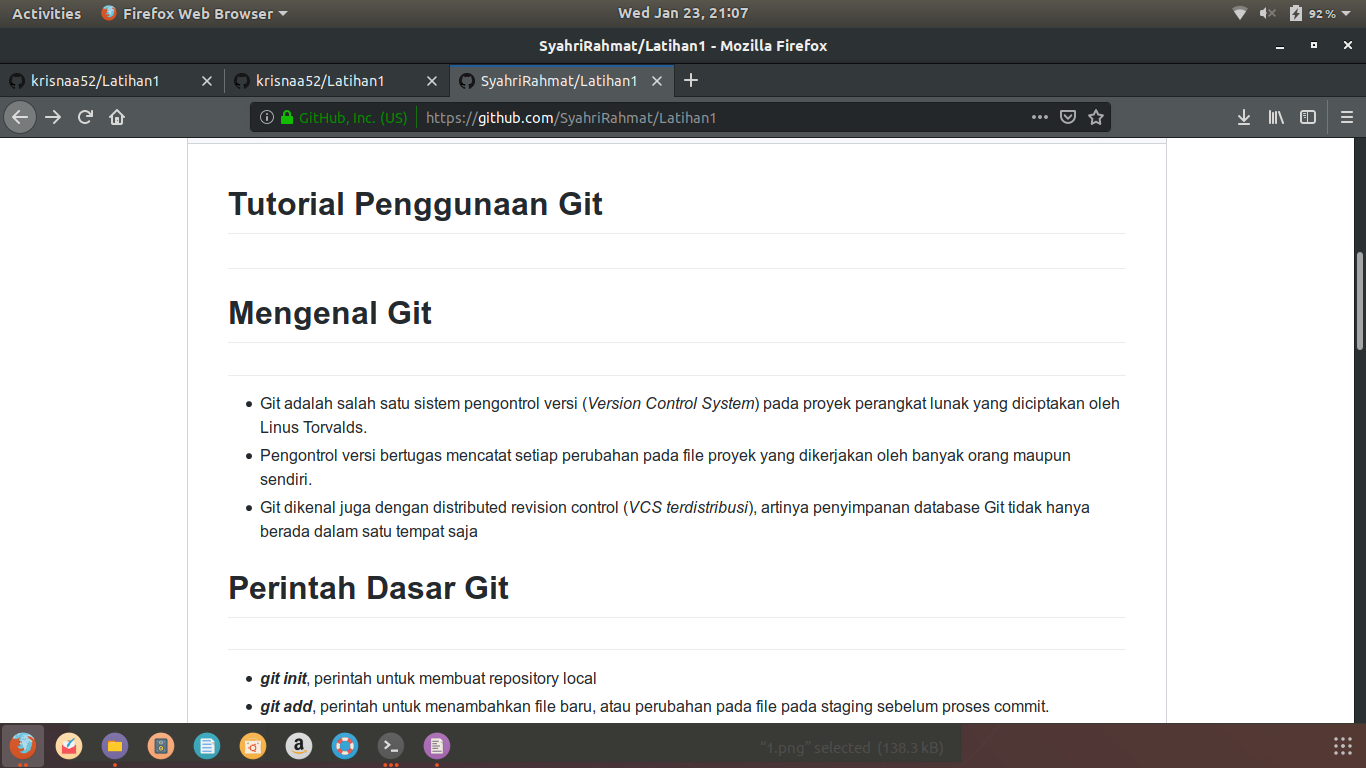 Activities Firefox Web Browser Wed Jan 23, 21:07 92%
SyahriRahmat/Latihan1 - Mozilla Firefox
krisnaa52/Latihan1 krisnaa52/Latihan1 SyahriRahmat/Latihan1
GitHub, Inc. (US) https://github.com/SyahriRahmat/Latihan1
Tutorial Penggunaan Git
Mengenal Git
Git adalah salah satu sistem pengontrol versi (Version Control System) pada proyek perangkat lunak yang diciptakan oleh
Linus Torvalds.
Pengontrol versi bertugas mencatat setiap perubahan pada file proyek yang dikerjakan oleh banyak orang maupun
sendiri.
Git dikenal juga dengan distributed revision control (VCS terdistribusi), artinya penyimpanan database Git tidak hanya
berada dalam satu tempat saja
Perintah Dasar Git
git init, perintah untuk membuat repository local
git add, perintah untuk menambahkan file baru, atau perubahan pada file pada staging sebelum proses commit.
"1.png" selected (138.3 kB)